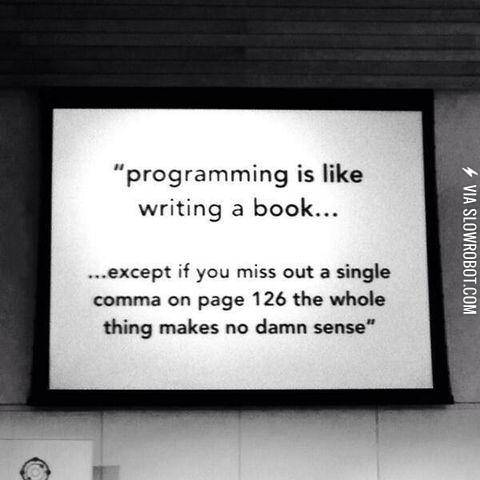 “programming is like
writing a book...
...except if you miss out a single
comma on page 126 the whole
thing makes no damn sense”
VIA SLOWROBOT.COM